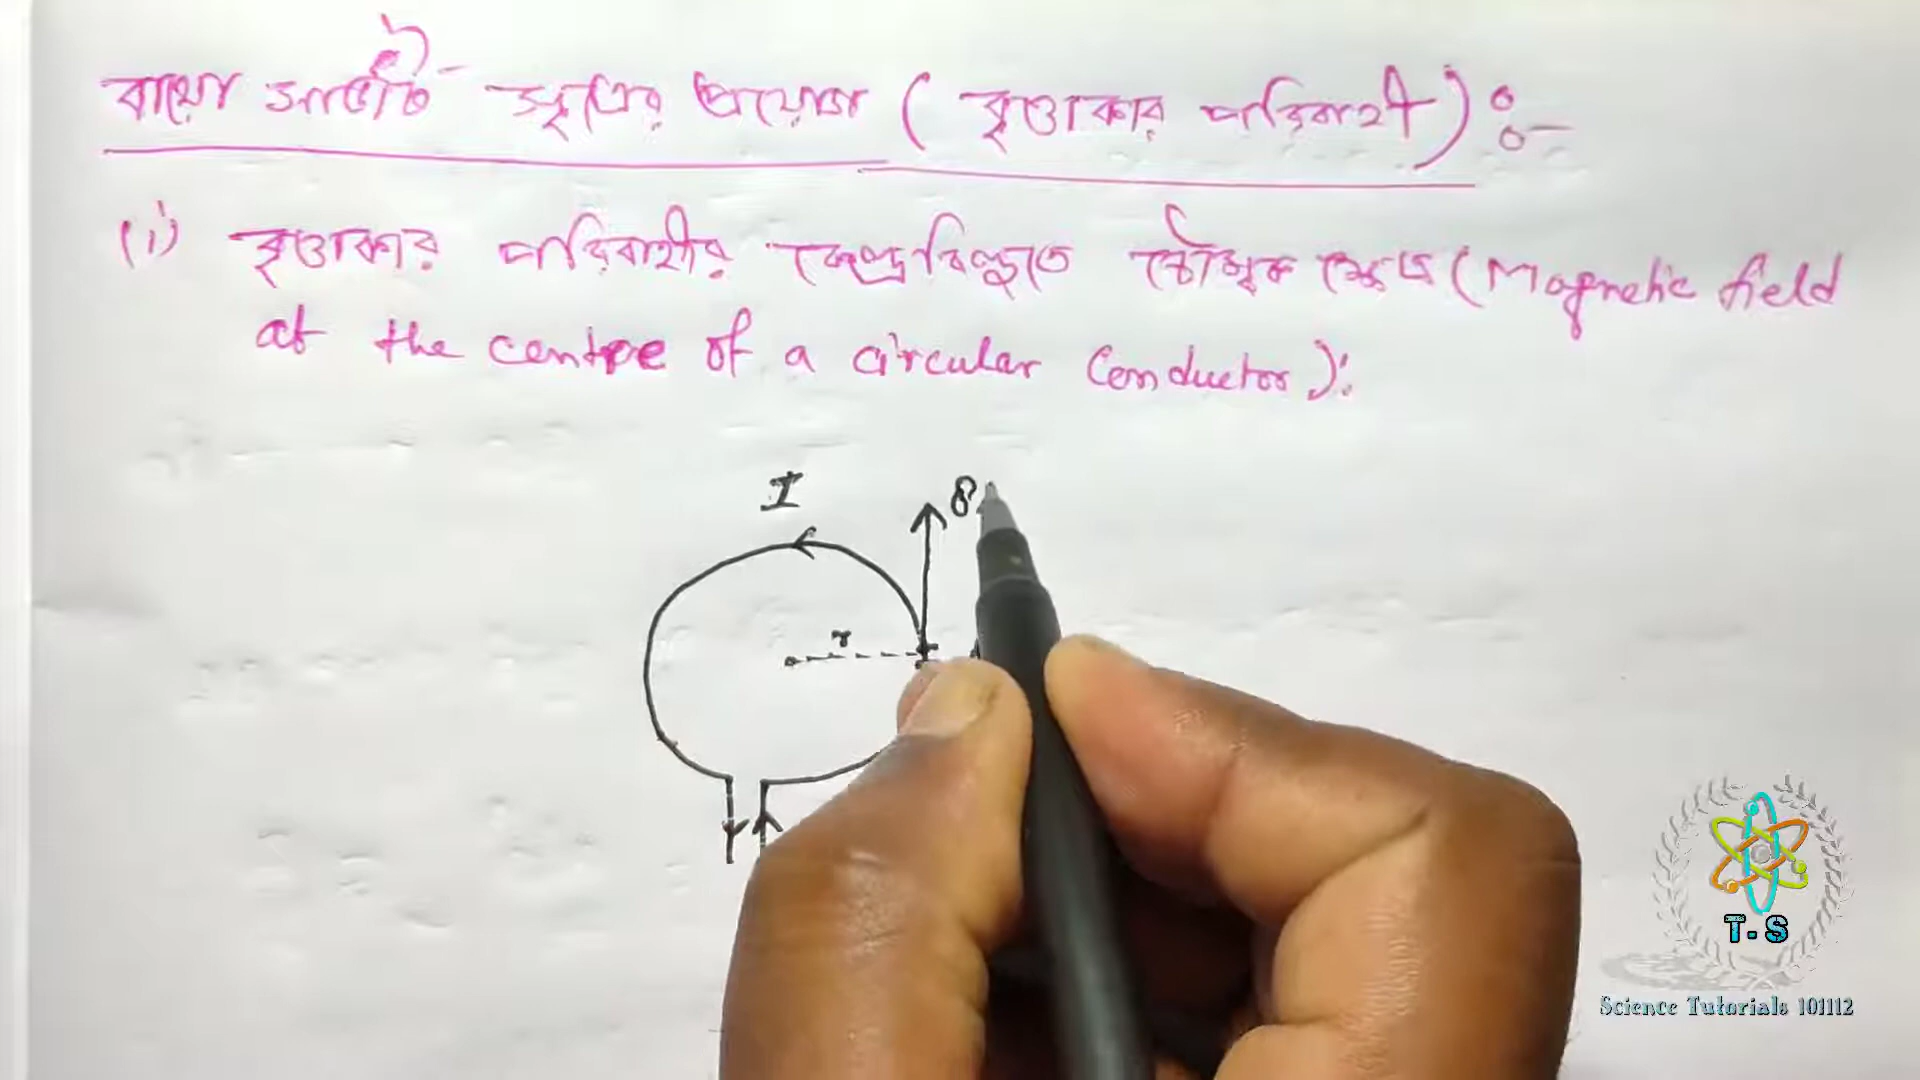 বায়ো সাভার্ট সূত্রের প্রয়োগ ( বৃত্তাকার পরিবাহী ) :-
(i) বৃত্তাকার পরিবাহীর কেন্দ্রবিন্দুতে চৌম্বক ক্ষেত্র ( Magnetic field
at the centre of a circular Conductor ):
I
δ
r
T.S
Science Tutorials 101112